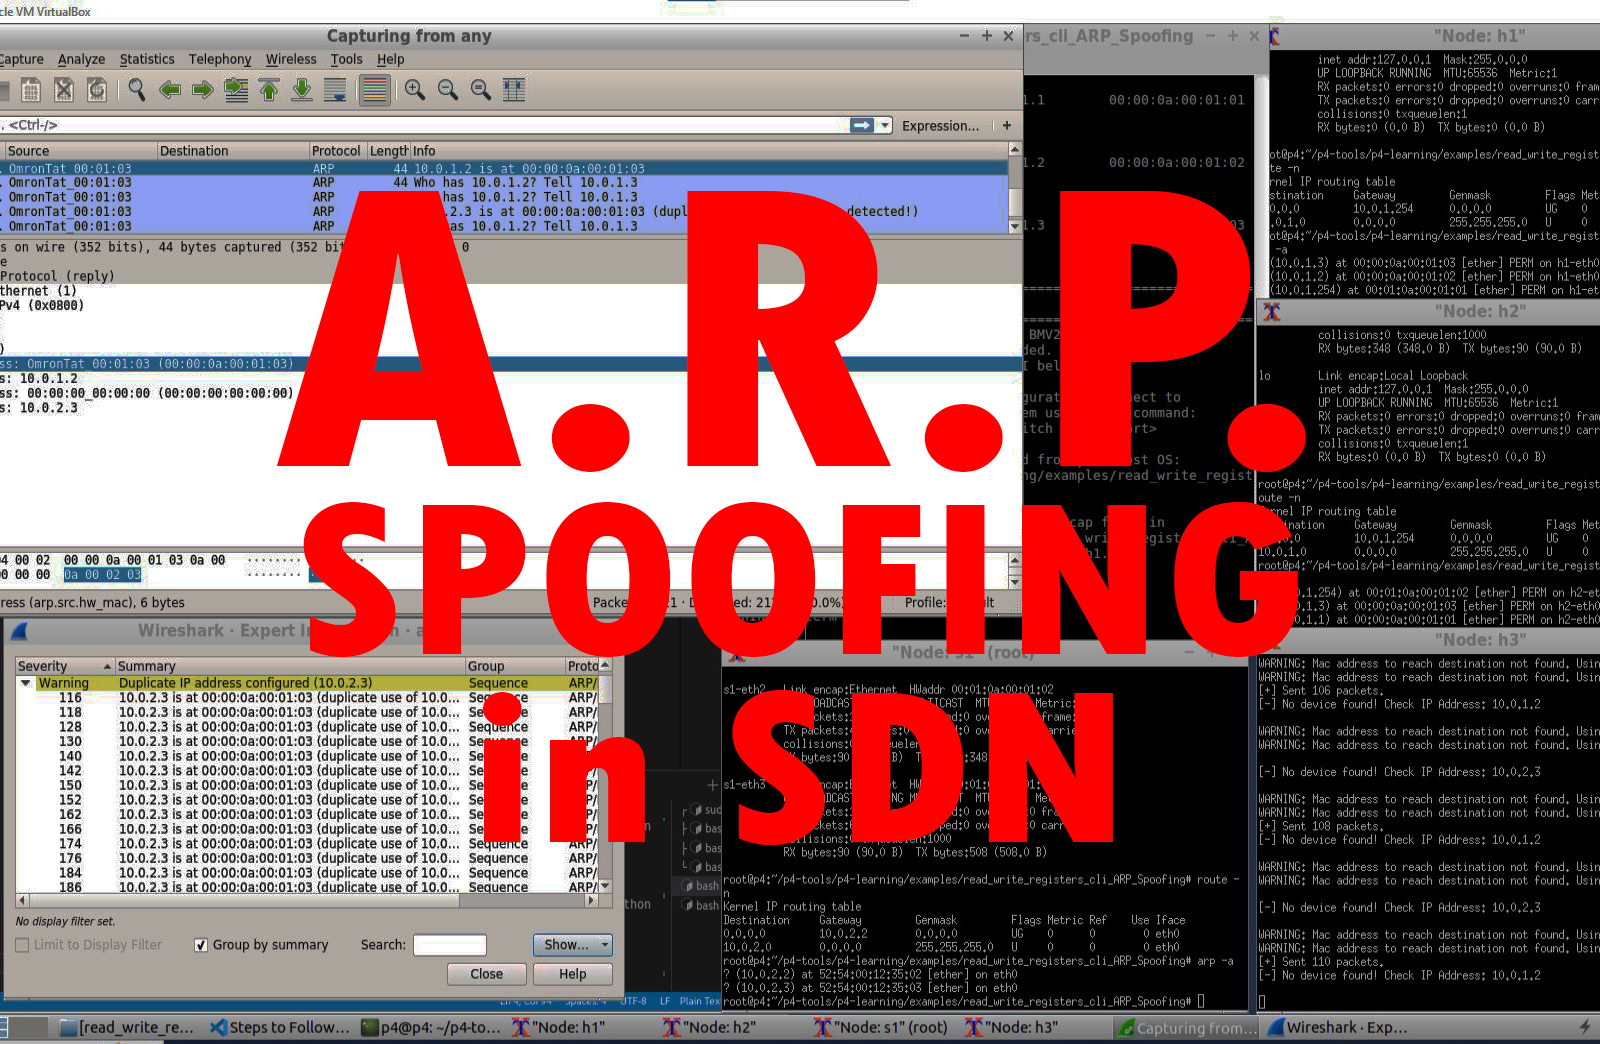 cle VM VirtualBox
Capturing from any
Capture Analyze Statistics Telephony Wireless Tools Help
. <Ctrl-/>
Expression... +
Source Destination Protocol Length Info
. OmronTat_00:01:03 ARP 44 10.0.1.2 is at 00:00:0a:00:01:03
. OmronTat_00:01:03 ARP 44 Who has 10.0.1.2? Tell 10.0.1.3
. OmronTat_00:01:03 ARP has 10.0.1.2? Tell 10.0.1.3
. OmronTat_00:01:03 ARP .2.3 is at 00:00:0a:00:01:03 (dupl detected!)
. OmronTat_00:01:03 ARP as 10.0.1.2? Tell 10.0.1.3
s on wire (352 bits), 44 bytes captured (352 bit 0
e
Protocol (reply)
thernet (1)
Pv4 (0x0800)
)
ss: OmronTat_00:01:03 (00:00:0a:00:01:03)
s: 10.0.1.2
ss: 00:00:00_00:00:00 (00:00:00:00:00:00)
s: 10.0.2.3
04 00 02 00 00 0a 00 01 03 0a 00
00 00 00 0a 00 02 03
ress (arp.src.hw_mac), 6 bytes
Profile:
A.R.P.
SPOOFING
in SDN
rs_cli_ARP_Spoofing
1.1 00:00:0a:00:01:01
1.2 00:00:0a:00:01:02
1.3
BMV2
ded.
I bel
em us command:
d fro st OS:
ng/examples/read_write_regist
"Node: h1"
inet addr:127.0.0.1 Mask:255.0.0.0
UP LOOPBACK RUNNING MTU:65536 Metric:1
RX packets:0 errors:0 dropped:0 overruns:0 fram
TX packets:0 errors:0 dropped:0 overruns:0 carr
collisions:0 txqueuelen:1
RX bytes:0 (0.0 B) TX bytes:0 (0.0 B)
ot@p4:~/p4-tools/p4-learning/examples/read_write_regist
te -n
rnel IP routing table
stination Gateway Genmask Flags Met
.0.0.0 10.0.1.254 0.0.0.0 UG 0
.0.1.0 0.0.0.0 255.255.255.0 U 0
ot@p4:~/p4-tools/p4-learning/examples/read_write_regist
-a
(10.0.1.3) at 00:00:0a:00:01:03 [ether] PERM on h1-eth0
(10.0.1.2) at 00:00:0a:00:01:02 [ether] PERM on h1-eth0
(10.0.1.254) at 00:01:0a:00:01:01 [ether] PERM on h1-et
"Node: h2"
collisions:0 txqueuelen:1000
RX bytes:348 (348.0 B) TX bytes:90 (90.0 B)
lo Link encap:Local Loopback
inet addr:127.0.0.1 Mask:255.0.0.0
UP LOOPBACK RUNNING MTU:65536 Metric:1
RX packets:0 errors:0 dropped:0 overruns:0 fram
TX packets:0 errors:0 dropped:0 overruns:0 carr
collisions:0 txqueuelen:1
RX bytes:0 (0.0 B) TX bytes:0 (0.0 B)
root@p4:~/p4-tools/p4-learning/examples/read_write_regist
oute -n
ernel IP routing table
ination Gateway Genmask Flags Met
10.0.1.254 0.0.0.0 UG 0
10.0.1.0 0.0.0.0 255.255.255.0 U 0
root@p4:~/p4-tools/p4-learning/examples/read_write_regist
.1.254) at 00:01:0a:00:01:02 [ether] PERM on h2
.1.3) at 00:00:0a:00:01:03 [ether] PERM on h2-eth
.1.1) at 00:00:0a:00:01:01 [ether] PERM on h2-eth
Wireshark · Expert In
Severity Summary Group Proto
Warning Duplicate IP address configured (10.0.2.3) Sequence ARP/
116 10.0.2.3 is at 00:00:0a:00:01:03 (duplicate use of 10.0... Sequence ARP/
118 10.0.2.3 is at 00:00:0a:00:01:03 (duplicate use of 10.0... Sequence ARP/
128 10.0.2.3 is at 00:00:0a:00:01:03 (duplicate use of 10.0... Sequence ARP/
130 10.0.2.3 is at 00:00:0a:00:01:03 (duplicate use of 10.0... Sequence ARP/
140 10.0.2.3 is at 00:00:0a:00:01:03 (duplicate use of 10.0... Sequence ARP/
142 10.0.2.3 is at 00:00:0a:00:01:03 (duplicate use of 10.0... Sequence ARP/
150 10.0.2.3 is at 00:00:0a:00:01:03 (duplicate use of 10.0... Sequence ARP/
152 10.0.2.3 is at 00:00:0a:00:01:03 (duplicate use of 10.0... Sequence ARP/
162 10.0.2.3 is at 00:00:0a:00:01:03 (duplicate use of 10.0... Sequence ARP/
166 10.0.2.3 is at 00:00:0a:00:01:03 (duplicate use of 10.0... Sequence ARP/
174 10.0.2.3 is at 00:00:0a:00:01:03 (duplicate use of 10.0... Sequence ARP/
176 10.0.2.3 is at 00:00:0a:00:01:03 (duplicate use of 10.0... Sequence ARP/
184 10.0.2.3 is at 00:00:0a:00:01:03 (duplicate use of 10.0... Sequence ARP/
186 10.0.2.3 is at 00:00:0a:00:01:03 (duplicate use of 10.0... Sequence ARP/
No display filter set.
Limit to Display Filter Group by summary Search: Show...
Close Help
bash
bash
"Node: s1" (root)
s1-eth2 Link encap:Ethernet HWaddr 00:01:0a:00:01:02
s1-eth3
RX bytes:90 (90.0 B) TX bytes:508 (508.0 B)
root@p4:~/p4-tools/p4-learning/examples/read_write_registers_cli_ARP_Spoofing# route -
n
Kernel IP routing table
Destination Gateway Genmask Flags Metric Ref Use Iface
0.0.0.0 10.0.2.2 0.0.0.0 UG 0 0 0 eth0
10.0.2.0 0.0.0.0 255.255.255.0 U 0 0 0 eth0
root@p4:~/p4-tools/p4-learning/examples/read_write_registers_cli_ARP_Spoofing# arp -a
? (10.0.2.2) at 52:54:00:12:35:02 [ether] on eth0
? (10.0.2.3) at 52:54:00:12:35:03 [ether] on eth0
root@p4:~/p4-tools/p4-learning/examples/read_write_registers_cli_ARP_Spoofing#
"Node: h3"
WARNING: Mac address to reach destination not found. Usin
WARNING: Mac address to reach destination not found. Usin
[+] Sent 106 packets.
[-] No device found! Check IP Address: 10.0.1.2
WARNING: Mac address to reach destination not found. Usin
WARNING: Mac address to reach destination not found. Usin
[-] No device found! Check IP Address: 10.0.2.3
WARNING: Mac address to reach destination not found. Usin
WARNING: Mac address to reach destination not found. Usin
[+] Sent 108 packets.
[-] No device found! Check IP Address: 10.0.1.2
WARNING: Mac address to reach destination not found. Usin
WARNING: Mac address to reach destination not found. Usin
[-] No device found! Check IP Address: 10.0.2.3
WARNING: Mac address to reach destination not found. Usin
WARNING: Mac address to reach destination not found. Usin
[+] Sent 110 packets.
[-] No device found! Check IP Address: 10.0.1.2
UTF-8 LF Plain Tex
[read_write_re... Steps to Follow... p4@p4: ~/p4-to... "Node: h1" "Node: h2" "Node: s1" (root) "Node: h3" Capturing from... Wireshark · Exp...